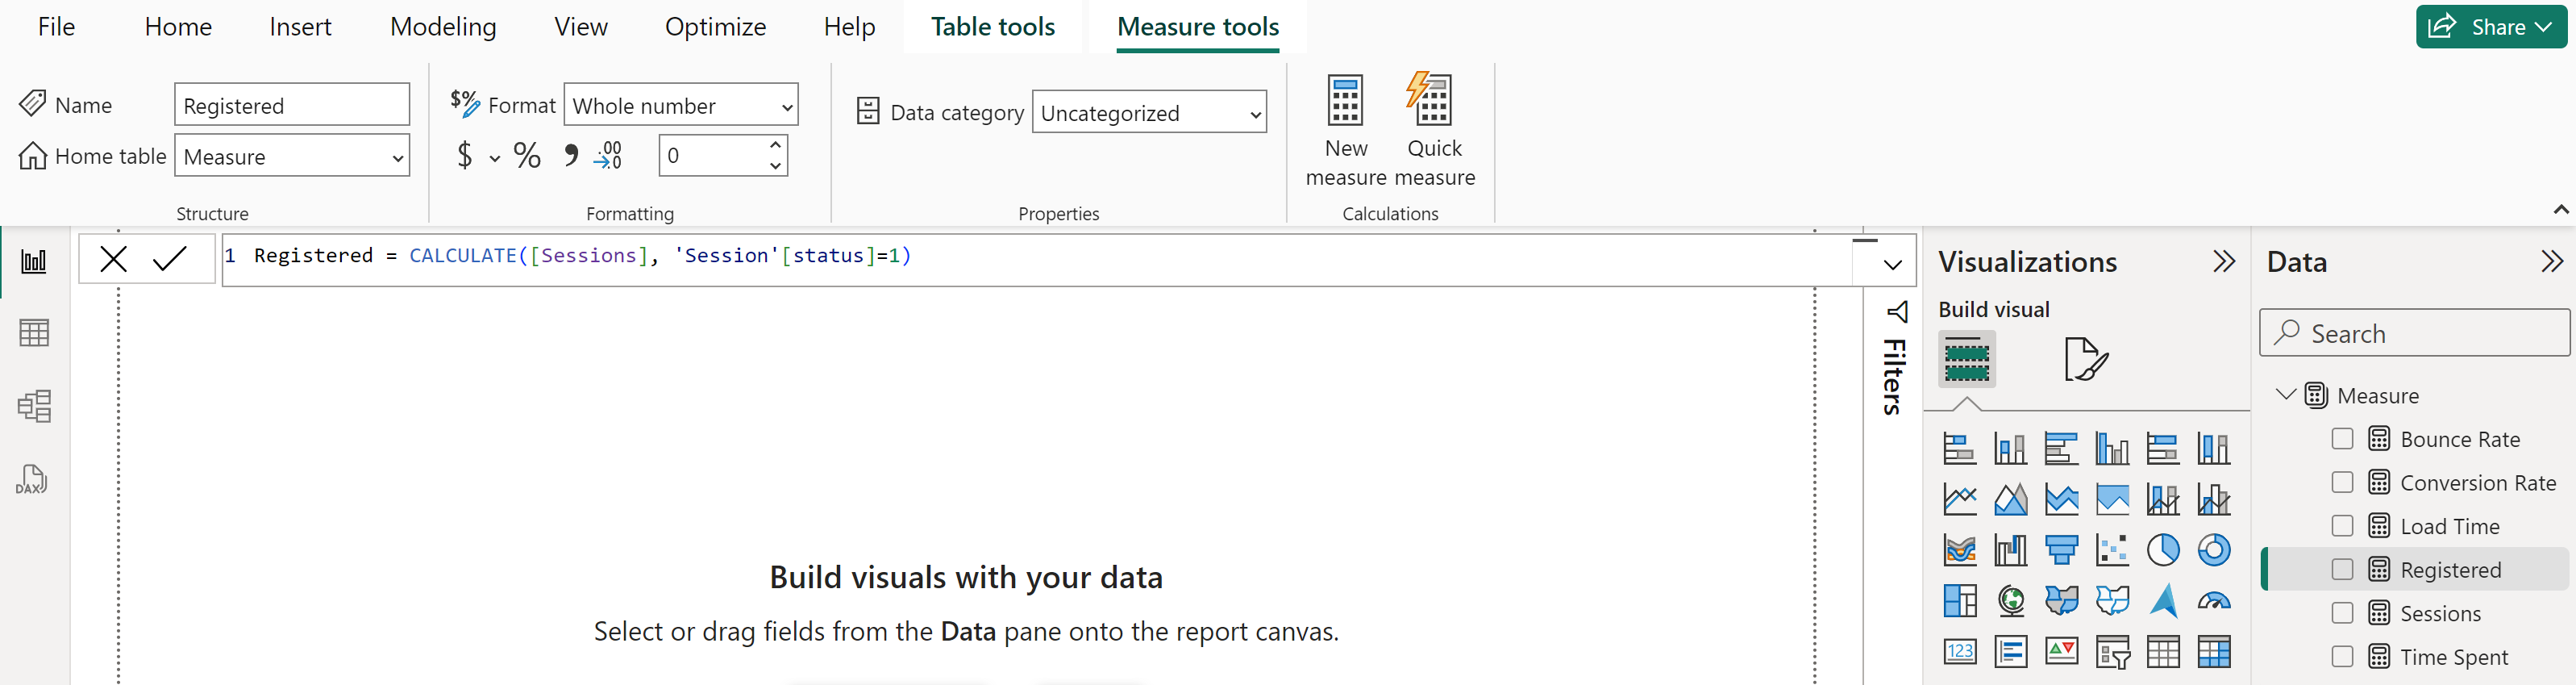 File Home Insert Modeling View Optimize Help Table tools Measure tools Share
Name Registered
Home table Measure
Structure
$% Format Whole number
$ % , .00 .0 0
Formatting
Data category Uncategorized
Properties
New measure
Quick measure
Calculations
1 Registered = CALCULATE([Sessions], 'Session'[status]=1)
DAX
Build visuals with your data
Select or drag fields from the Data pane onto the report canvas.
Filters
Visualizations
Build visual
123
Data
Search
Measure
Bounce Rate
Conversion Rate
Load Time
Registered
Sessions
Time Spent